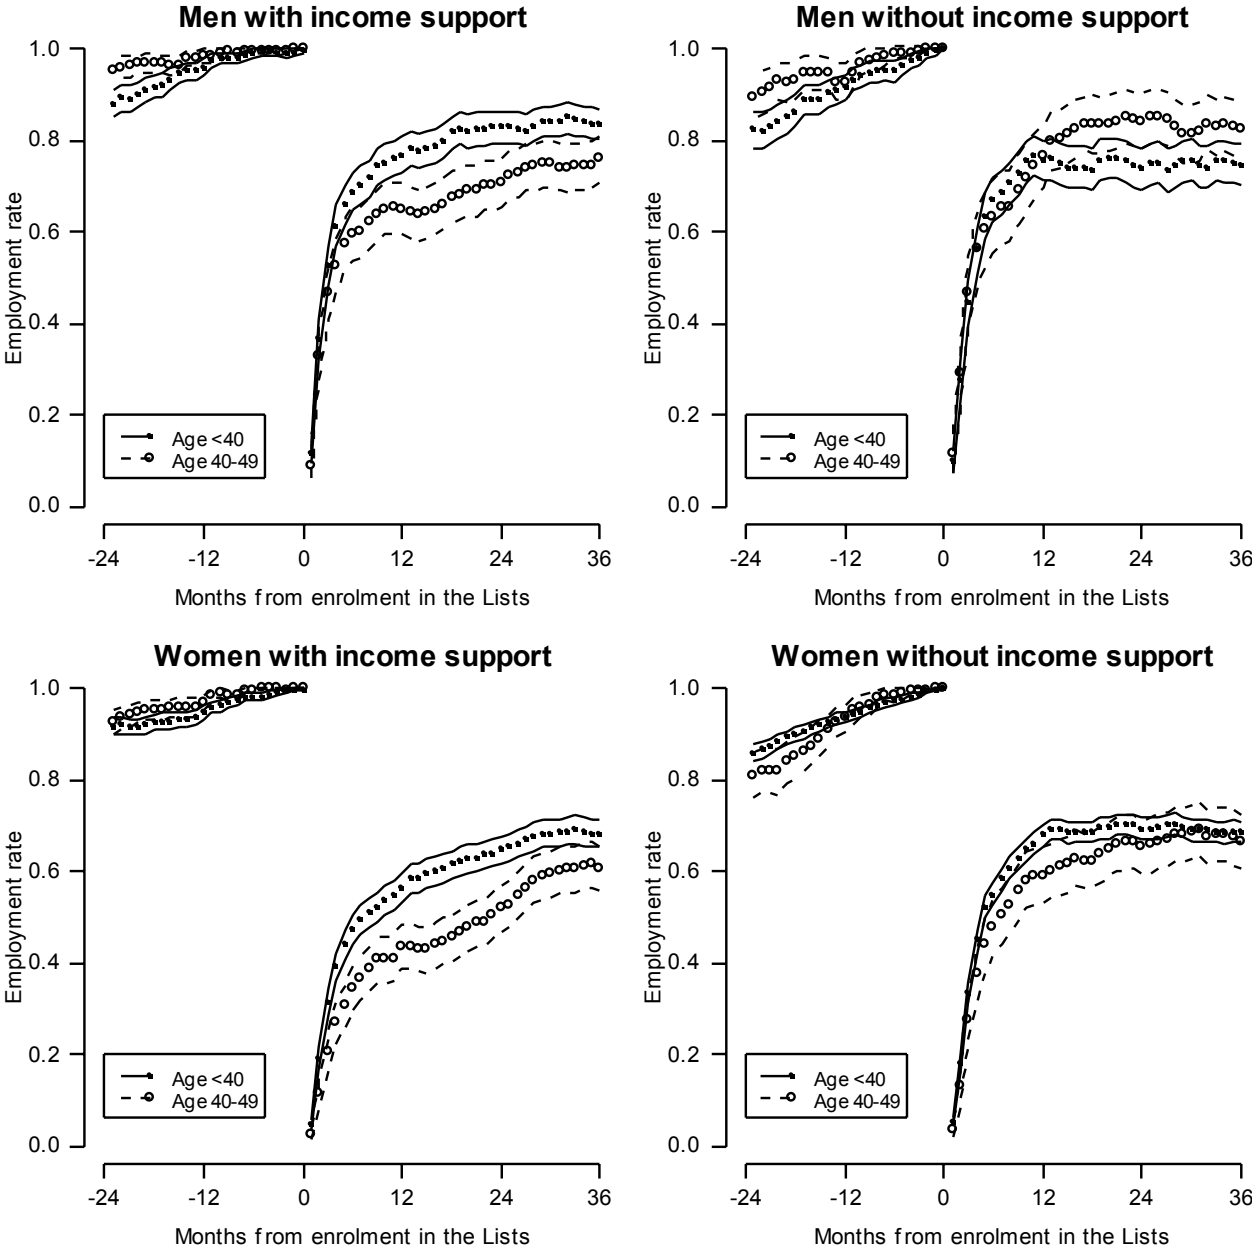 Men with income support
Employment rate
1.0
0.8
0.6
0.4
0.2
0.0
Age <40
Age 40-49
-24 -12 0 12 24 36
Months from enrolment in the Lists
Men without income support
Employment rate
1.0
0.8
0.6
0.4
0.2
0.0
Age <40
Age 40-49
-24 -12 0 12 24 36
Months from enrolment in the Lists
Women with income support
Employment rate
1.0
0.8
0.6
0.4
0.2
0.0
Age <40
Age 40-49
-24 -12 0 12 24 36
Months from enrolment in the Lists
Women without income support
Employment rate
1.0
0.8
0.6
0.4
0.2
0.0
Age <40
Age 40-49
-24 -12 0 12 24 36
Months from enrolment in the Lists